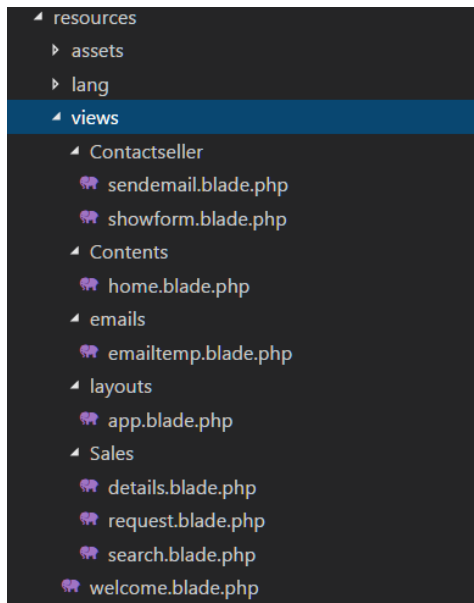 resources
assets
lang
views
Contactseller
sendemail.blade.php
showform.blade.php
Contents
home.blade.php
emails
emailtemp.blade.php
layouts
app.blade.php
Sales
details.blade.php
request.blade.php
search.blade.php
welcome.blade.php